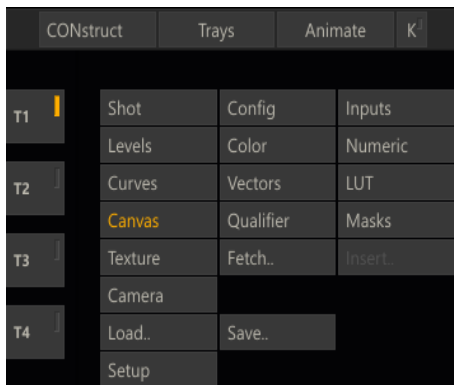 CONstruct Trays Animate K
Shot Config Inputs
T1
Levels Color Numeric
Curves Vectors LUT
T2
Canvas Qualifier Masks
Texture Fetch.. Insert..
T3
Camera
Load.. Save..
T4
Setup